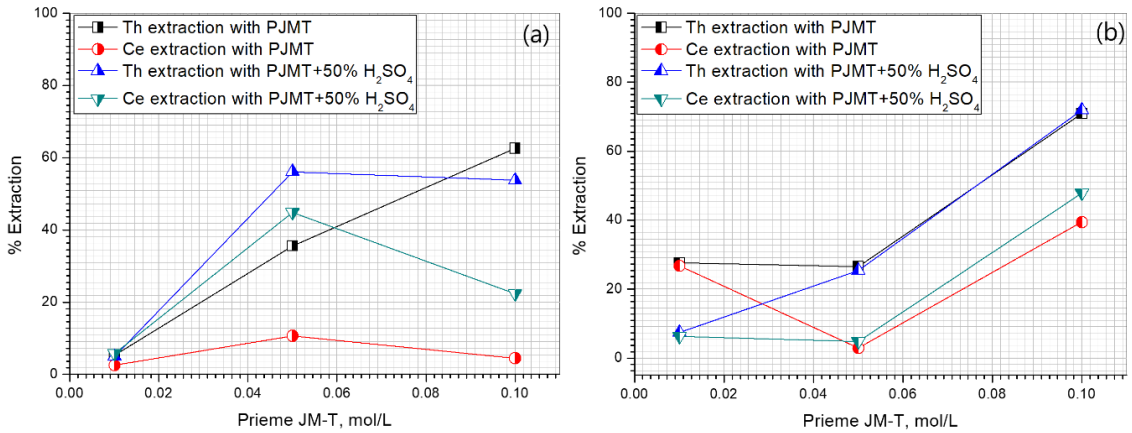 100
80
60
40
20
0
% Extraction
(a)
Th extraction with PJMT
Ce extraction with PJMT
Th extraction with PJMT+50% H₂SO₄
Ce extraction with PJMT+50% H₂SO₄
0.00 0.02 0.04 0.06 0.08 0.10
Prieme JM-T, mol/L
100
80
60
40
20
0
% Extraction
(b)
Th extraction with PJMT
Ce extraction with PJMT
Th extraction with PJMT+50% H₂SO₄
Ce extraction with PJMT+50% H₂SO₄
0.00 0.02 0.04 0.06 0.08 0.10
Prieme JM-T, mol/L